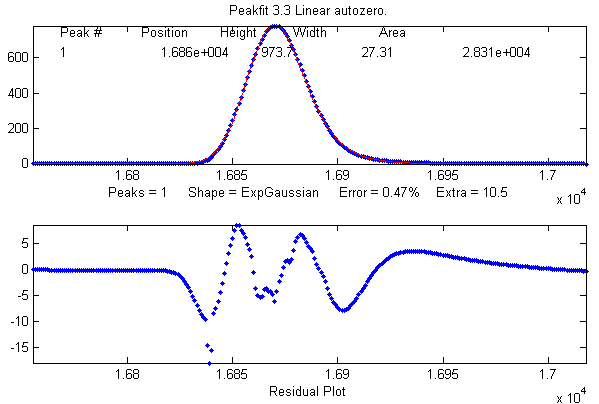 Peakfit 3.3 Linear autozero.
Peak # Position Height Width Area
1 1.686e+004 973.7 27.31 2.831e+004
600
400
200
0
1.68 1.685 1.69 1.695 1.7
x 10^4
Peaks = 1 Shape = ExpGaussian Error = 0.47% Extra = 10.5
5
0
-5
-10
-15
1.68 1.685 1.69 1.695 1.7
x 10^4
Residual Plot